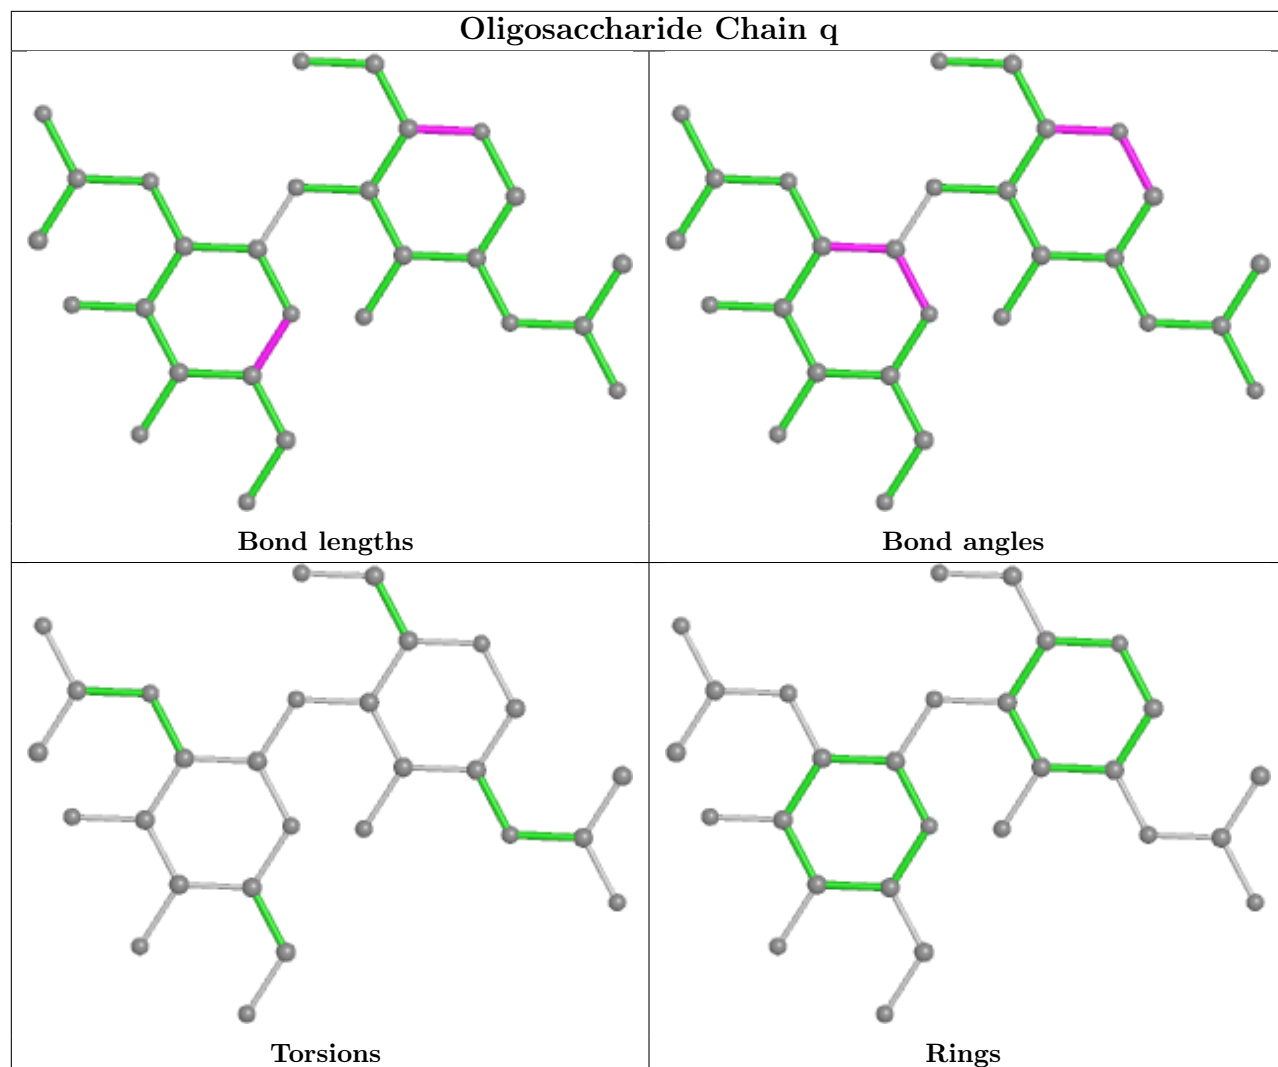 Oligosaccharide Chain q
Bond lengths
Bond angles
Torsions
Rings